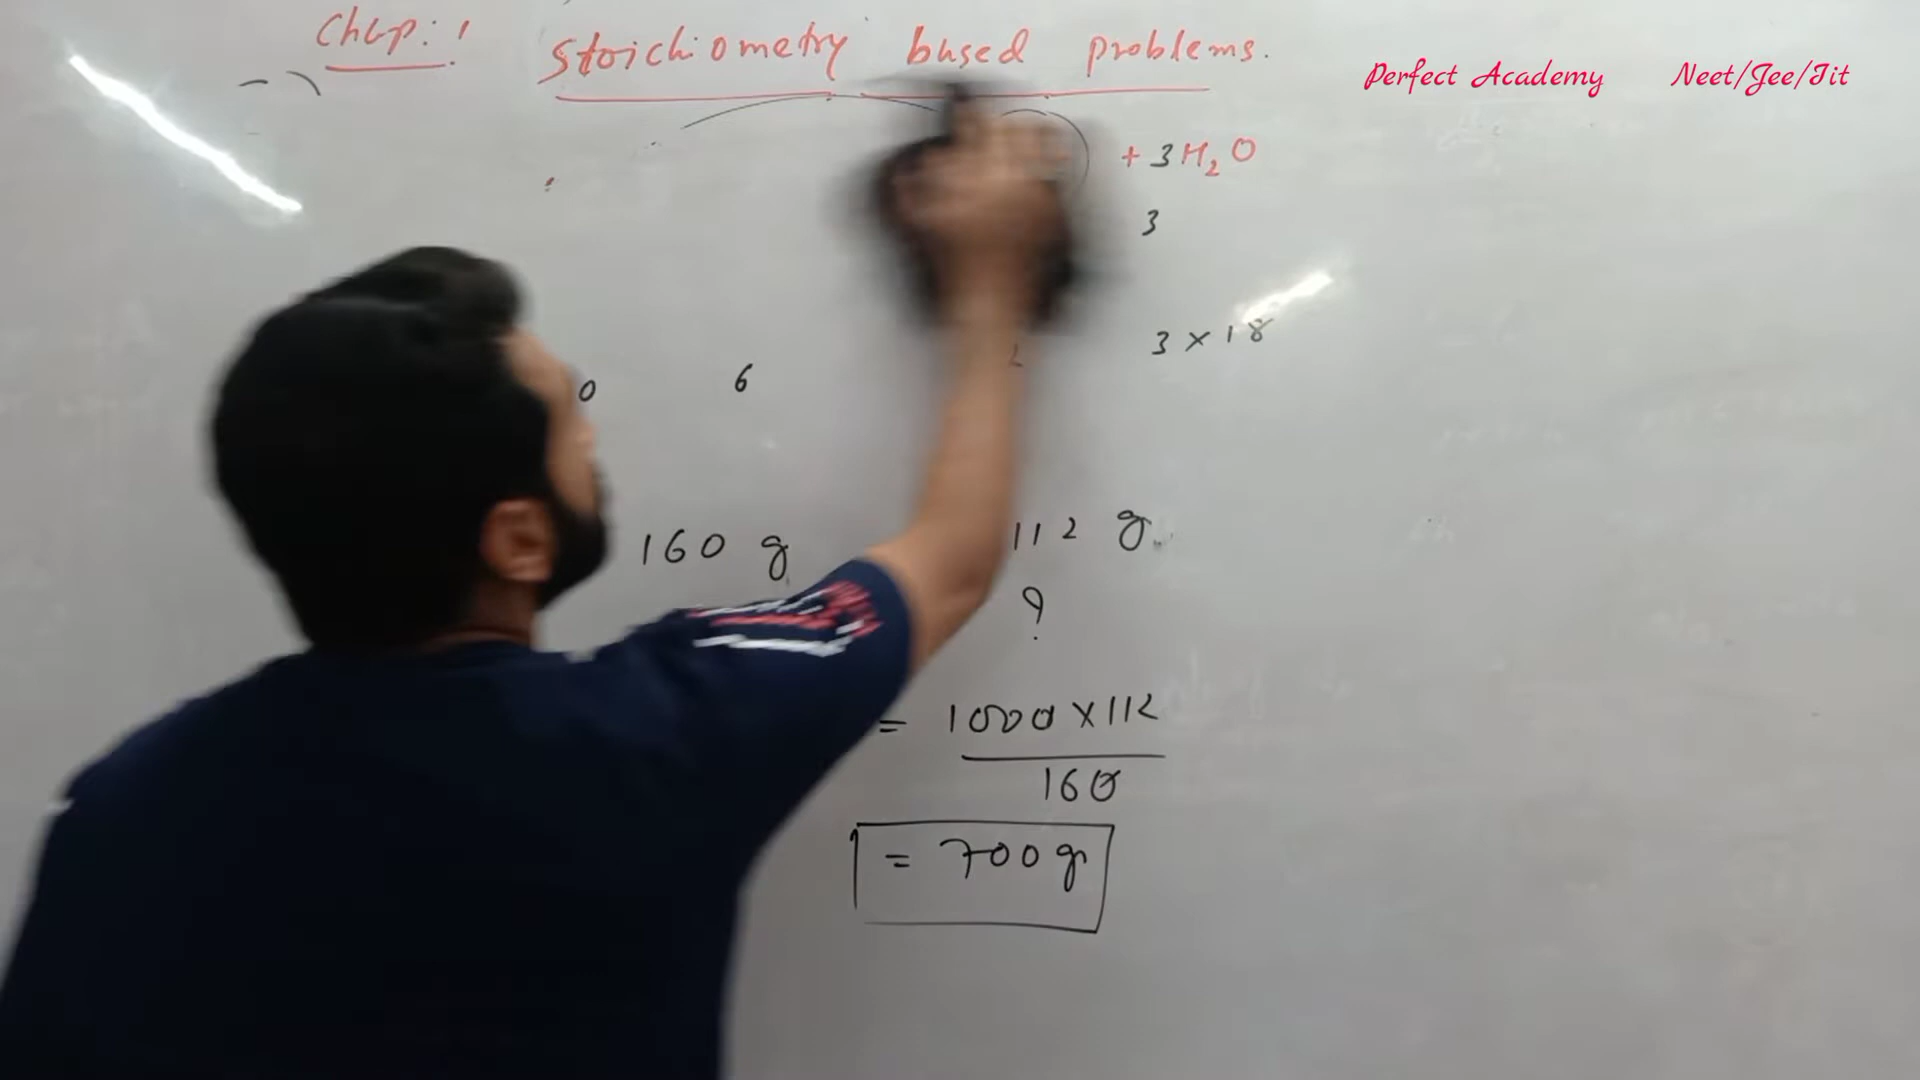 Chap: 1 Stoichiometry based problems.
Perfect Academy Neet/Jee/Iit
+ 3H₂O
3
3 × 18
0 6
160 g 112 g
?
= 1000 × 112
160
= 700 g